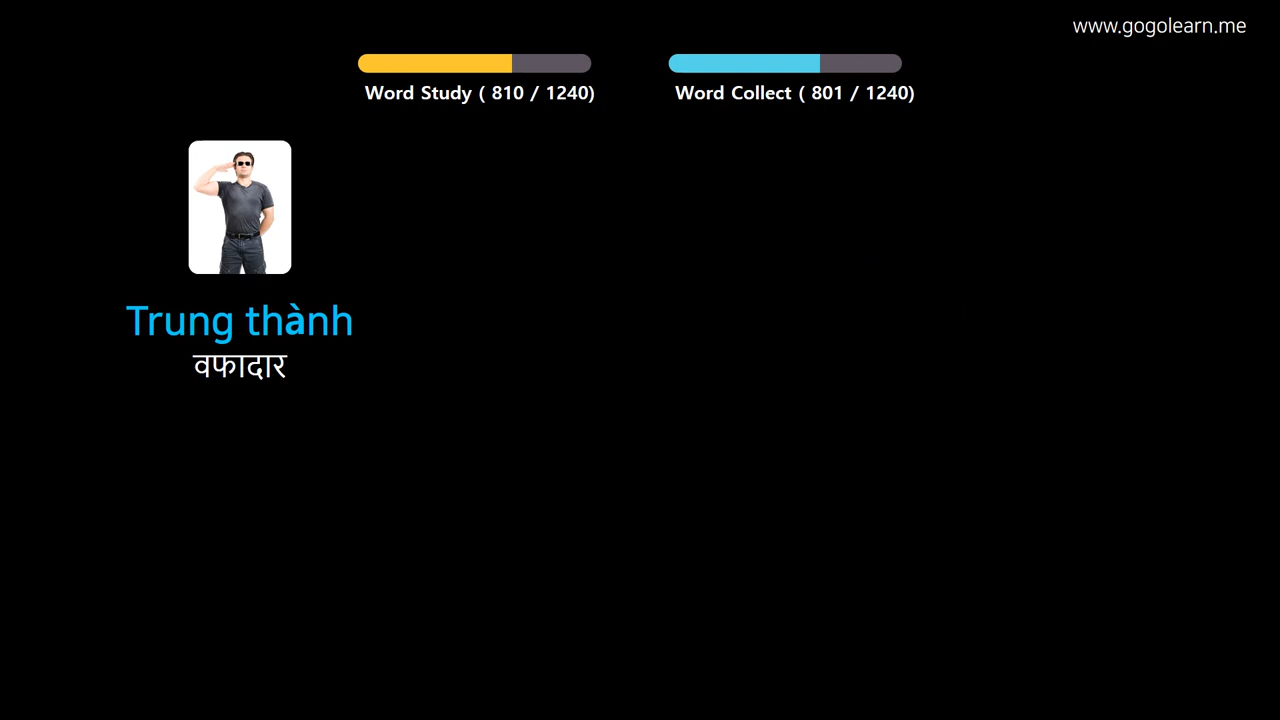 www.gogolearn.me
Word Study ( 810 / 1240)
Word Collect ( 801 / 1240)
Trung thành
वफादार